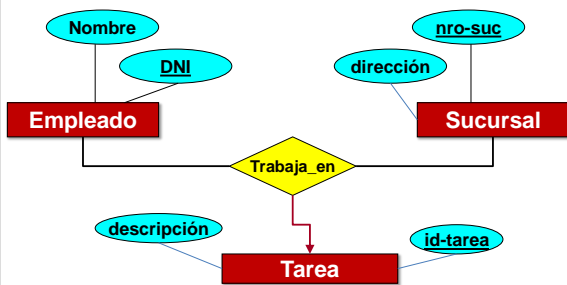 Nombre
nro-suc
DNI
dirección
Empleado
Sucursal
Trabaja_en
descripción
id-tarea
Tarea